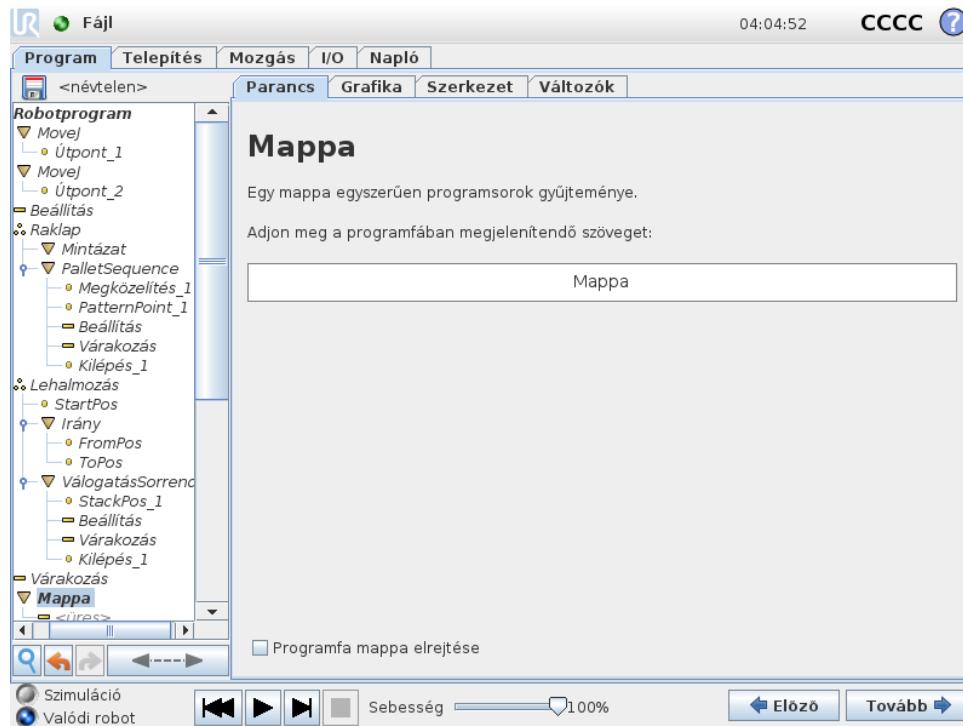 UR Fájl 04:04:52 CCCC ?
Program Telepítés Mozgás I/O Napló
<névtelen>
Parancs Grafika Szerkezet Változók
Robotprogram
MoveJ
Útpont_1
MoveJ
Útpont_2
Beállítás
Raklap
Mintázat
PalletSequence
Megközelítés_1
PatternPoint_1
Beállítás
Várakozás
Kilépés_1
Lehalmozás
StartPos
Irány
FromPos
ToPos
VálogatásSorrend
StackPos_1
Beállítás
Várakozás
Kilépés_1
Várakozás
Mappa
<üres>
Mappa
Egy mappa egyszerűen programsorok gyűjteménye.
Adjon meg a programfában megjelenítendő szöveget:
Mappa
Programfa mappa elrejtése
Szimuláció
Valódi robot
Sebesség 100%
Előző Tovább